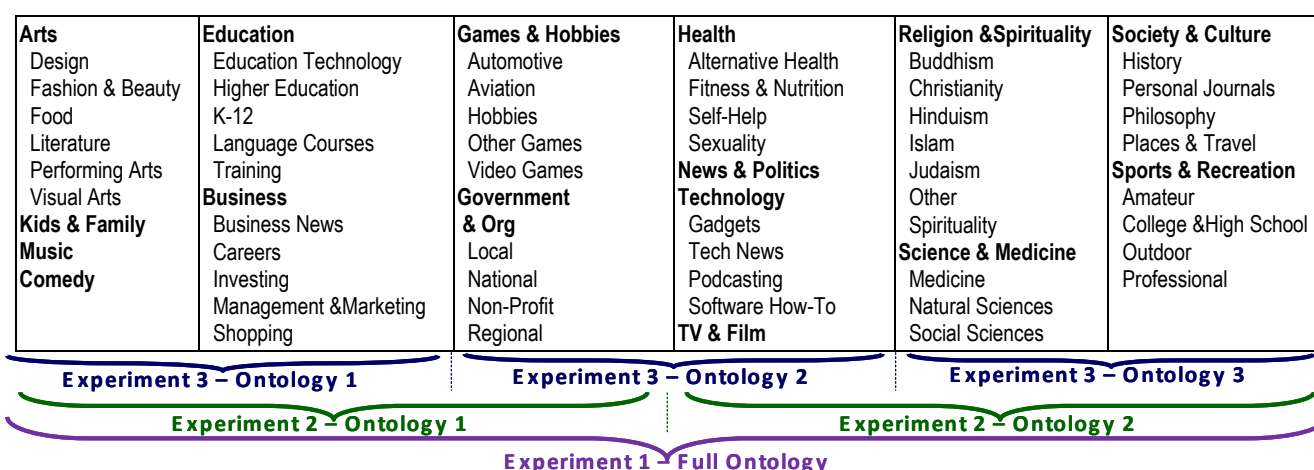 Arts
Design
Fashion & Beauty
Food
Literature
Performing Arts
Visual Arts
Kids & Family
Music
Comedy
Education
Education Technology
Higher Education
K-12
Language Courses
Training
Business
Business News
Careers
Investing
Management &Marketing
Shopping
Games & Hobbies
Automotive
Aviation
Hobbies
Other Games
Video Games
Government
& Org
Local
National
Non-Profit
Regional
Health
Alternative Health
Fitness & Nutrition
Self-Help
Sexuality
News & Politics
Technology
Gadgets
Tech News
Podcasting
Software How-To
TV & Film
Religion &Spirituality
Buddhism
Christianity
Hinduism
Islam
Judaism
Other
Spirituality
Science & Medicine
Medicine
Natural Sciences
Social Sciences
Society & Culture
History
Personal Journals
Philosophy
Places & Travel
Sports & Recreation
Amateur
College &High School
Outdoor
Professional
Experiment 3 – Ontology 1
Experiment 3 – Ontology 2
Experiment 3 – Ontology 3
Experiment 2 – Ontology 1
Experiment 2 – Ontology 2
Experiment 1 – Full Ontology